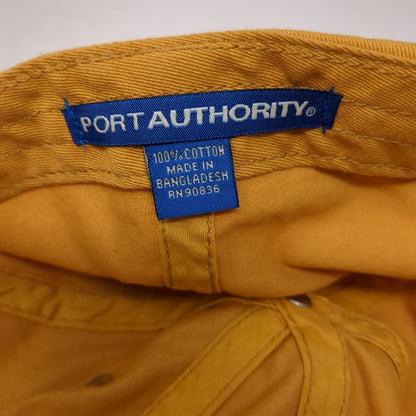 PORT AUTHORITY®
100% COTTON
MADE IN
BANGLADESH
RN90836